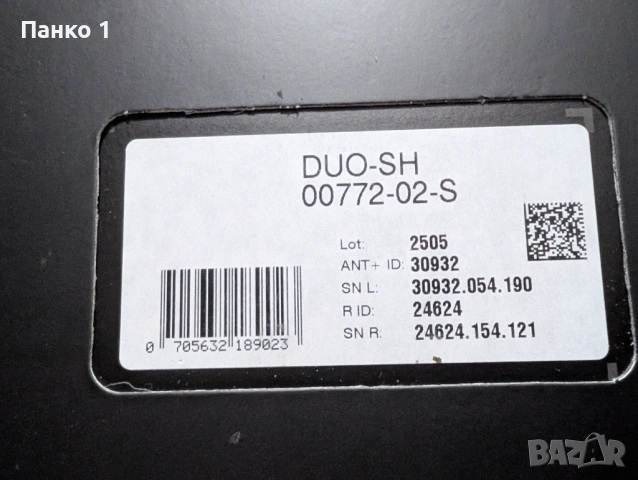 Панко 1
DUO-SH
00772-02-S
Lot: 2505
ANT+ ID: 30932
SN L: 30932.054.190
R ID: 24624
SN R: 24624.154.121
0 705632 189023
BAZAR